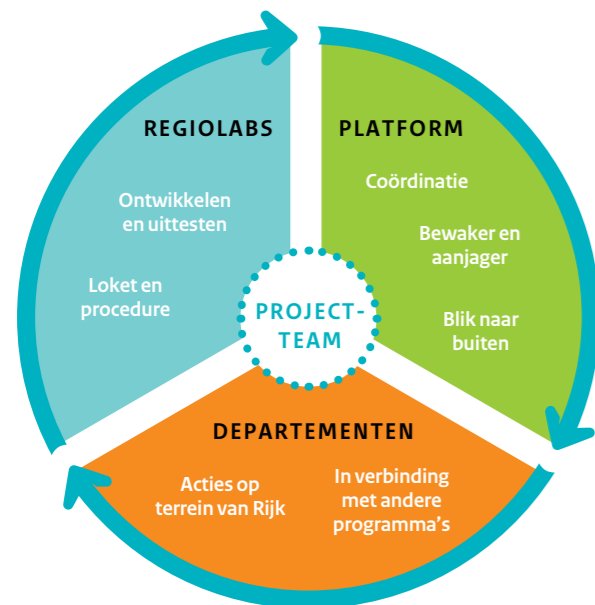 REGIOLABS
Ontwikkelen
en uittesten
Loket en
procedure
PLATFORM
Coördinatie
Bewaker en
aanjager
Blik naar
buiten
PROJECT-
TEAM
DEPARTEMENTEN
Acties op
terrein van Rijk
In verbinding
met andere
programma's